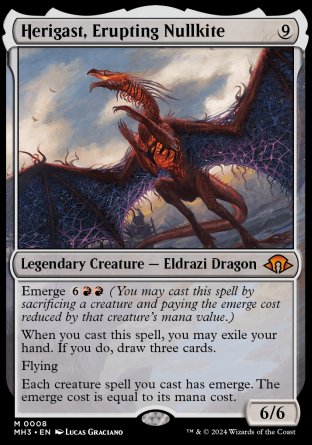 Herigast, Erupting Nullkite 9
Legendary Creature — Eldrazi Dragon
Emerge 6 (You may cast this spell by
sacrificing a creature and paying the emerge cost
reduced by that creature's mana value.)
When you cast this spell, you may exile your
hand. If you do, draw three cards.
Flying
Each creature spell you cast has emerge. The
emerge cost is equal to its mana cost.
6/6
M 0008
MH3 • EN Lucas Graciano
™ & © 2024 Wizards of the Coast